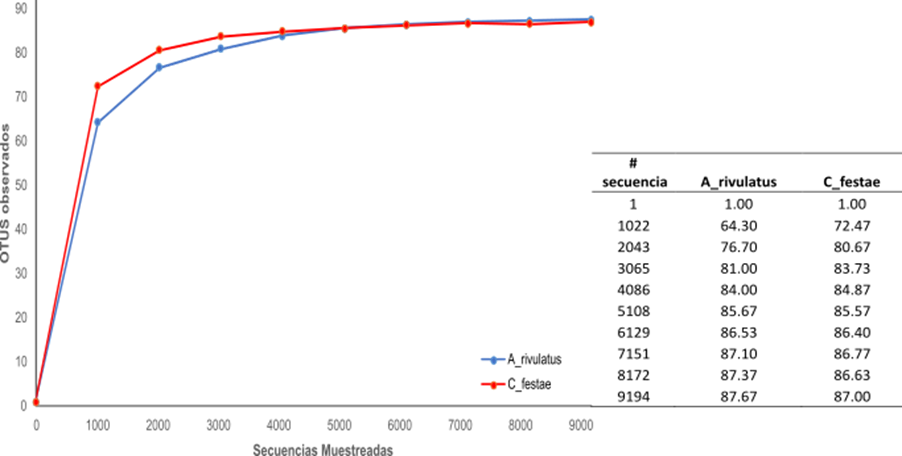 90
80
70
60
50
40
30
20
10
0
OTUS observados
0 1000 2000 3000 4000 5000 6000 7000 8000 9000
Secuencias Muestreadas
A_rivulatus
C_festae
#
secuencia A_rivulatus C_festae
1 1.00 1.00
1022 64.30 72.47
2043 76.70 80.67
3065 81.00 83.73
4086 84.00 84.87
5108 85.67 85.57
6129 86.53 86.40
7151 87.10 86.77
8172 87.37 86.63
9194 87.67 87.00